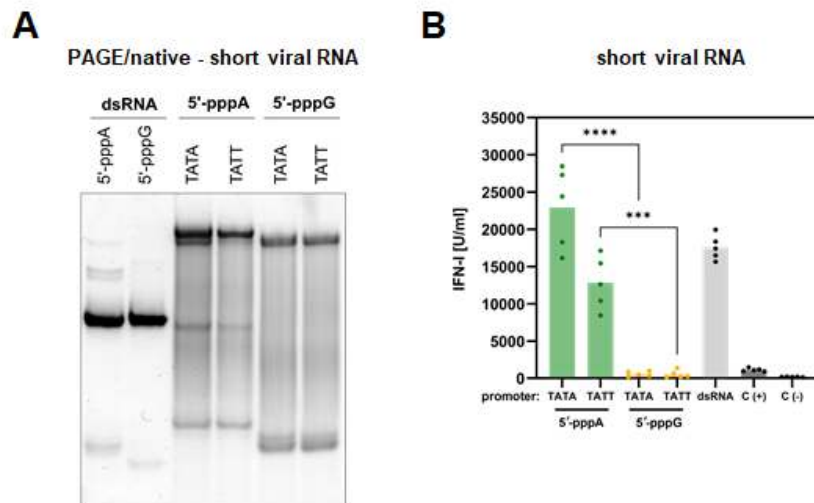 A
PAGE/native - short viral RNA
dsRNA 5'-pppA 5'-pppG
5'-pppA 5'-pppG TATA TATT TATA TATT
B
short viral RNA
****
***
IFN-I [U/ml]
35000
30000
25000
20000
15000
10000
5000
0
promoter: TATA TATT TATA TATT dsRNA C (+) C (-)
5´-pppA 5´-pppG